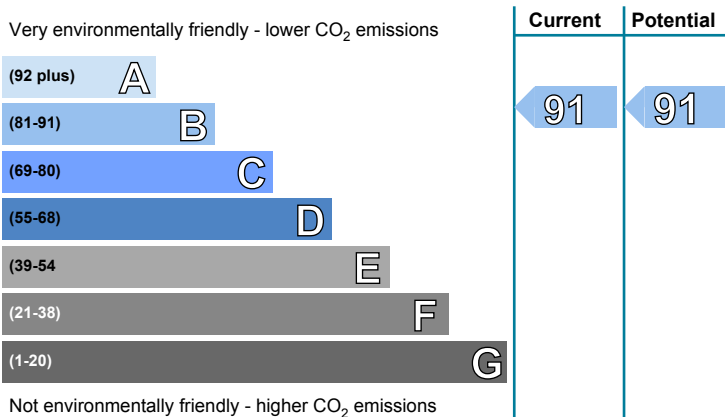 Current Potential
Very environmentally friendly - lower CO₂ emissions
(92 plus) A
(81-91) B
91 91
(69-80) C
(55-68) D
(39-54 E
(21-38) F
(1-20) G
Not environmentally friendly - higher CO₂ emissions